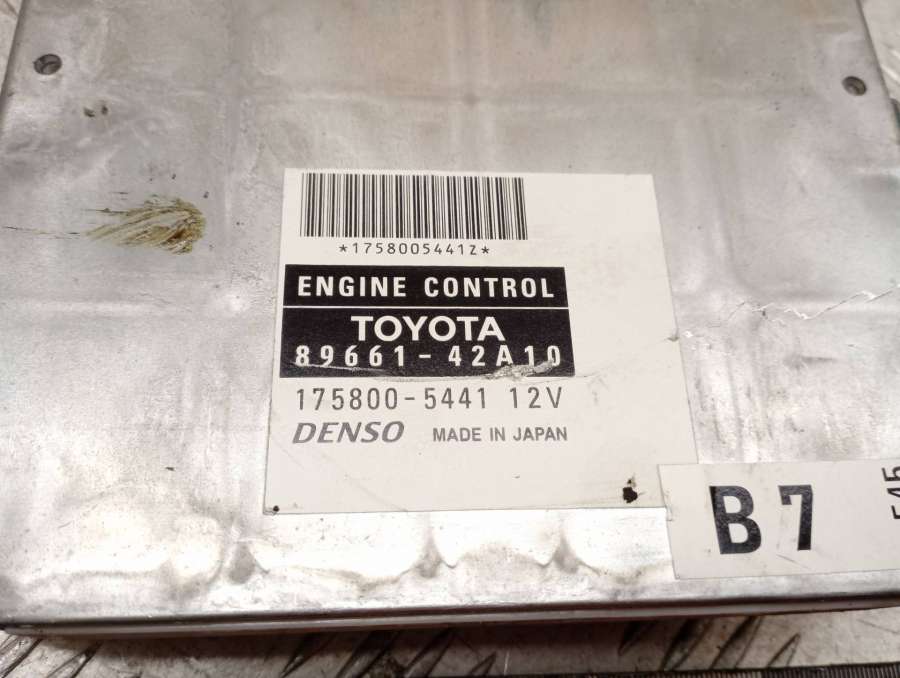 *1758005441Z*
ENGINE CONTROL
TOYOTA
89661-42A10
175800-5441 12V
DENSO MADE IN JAPAN
B7